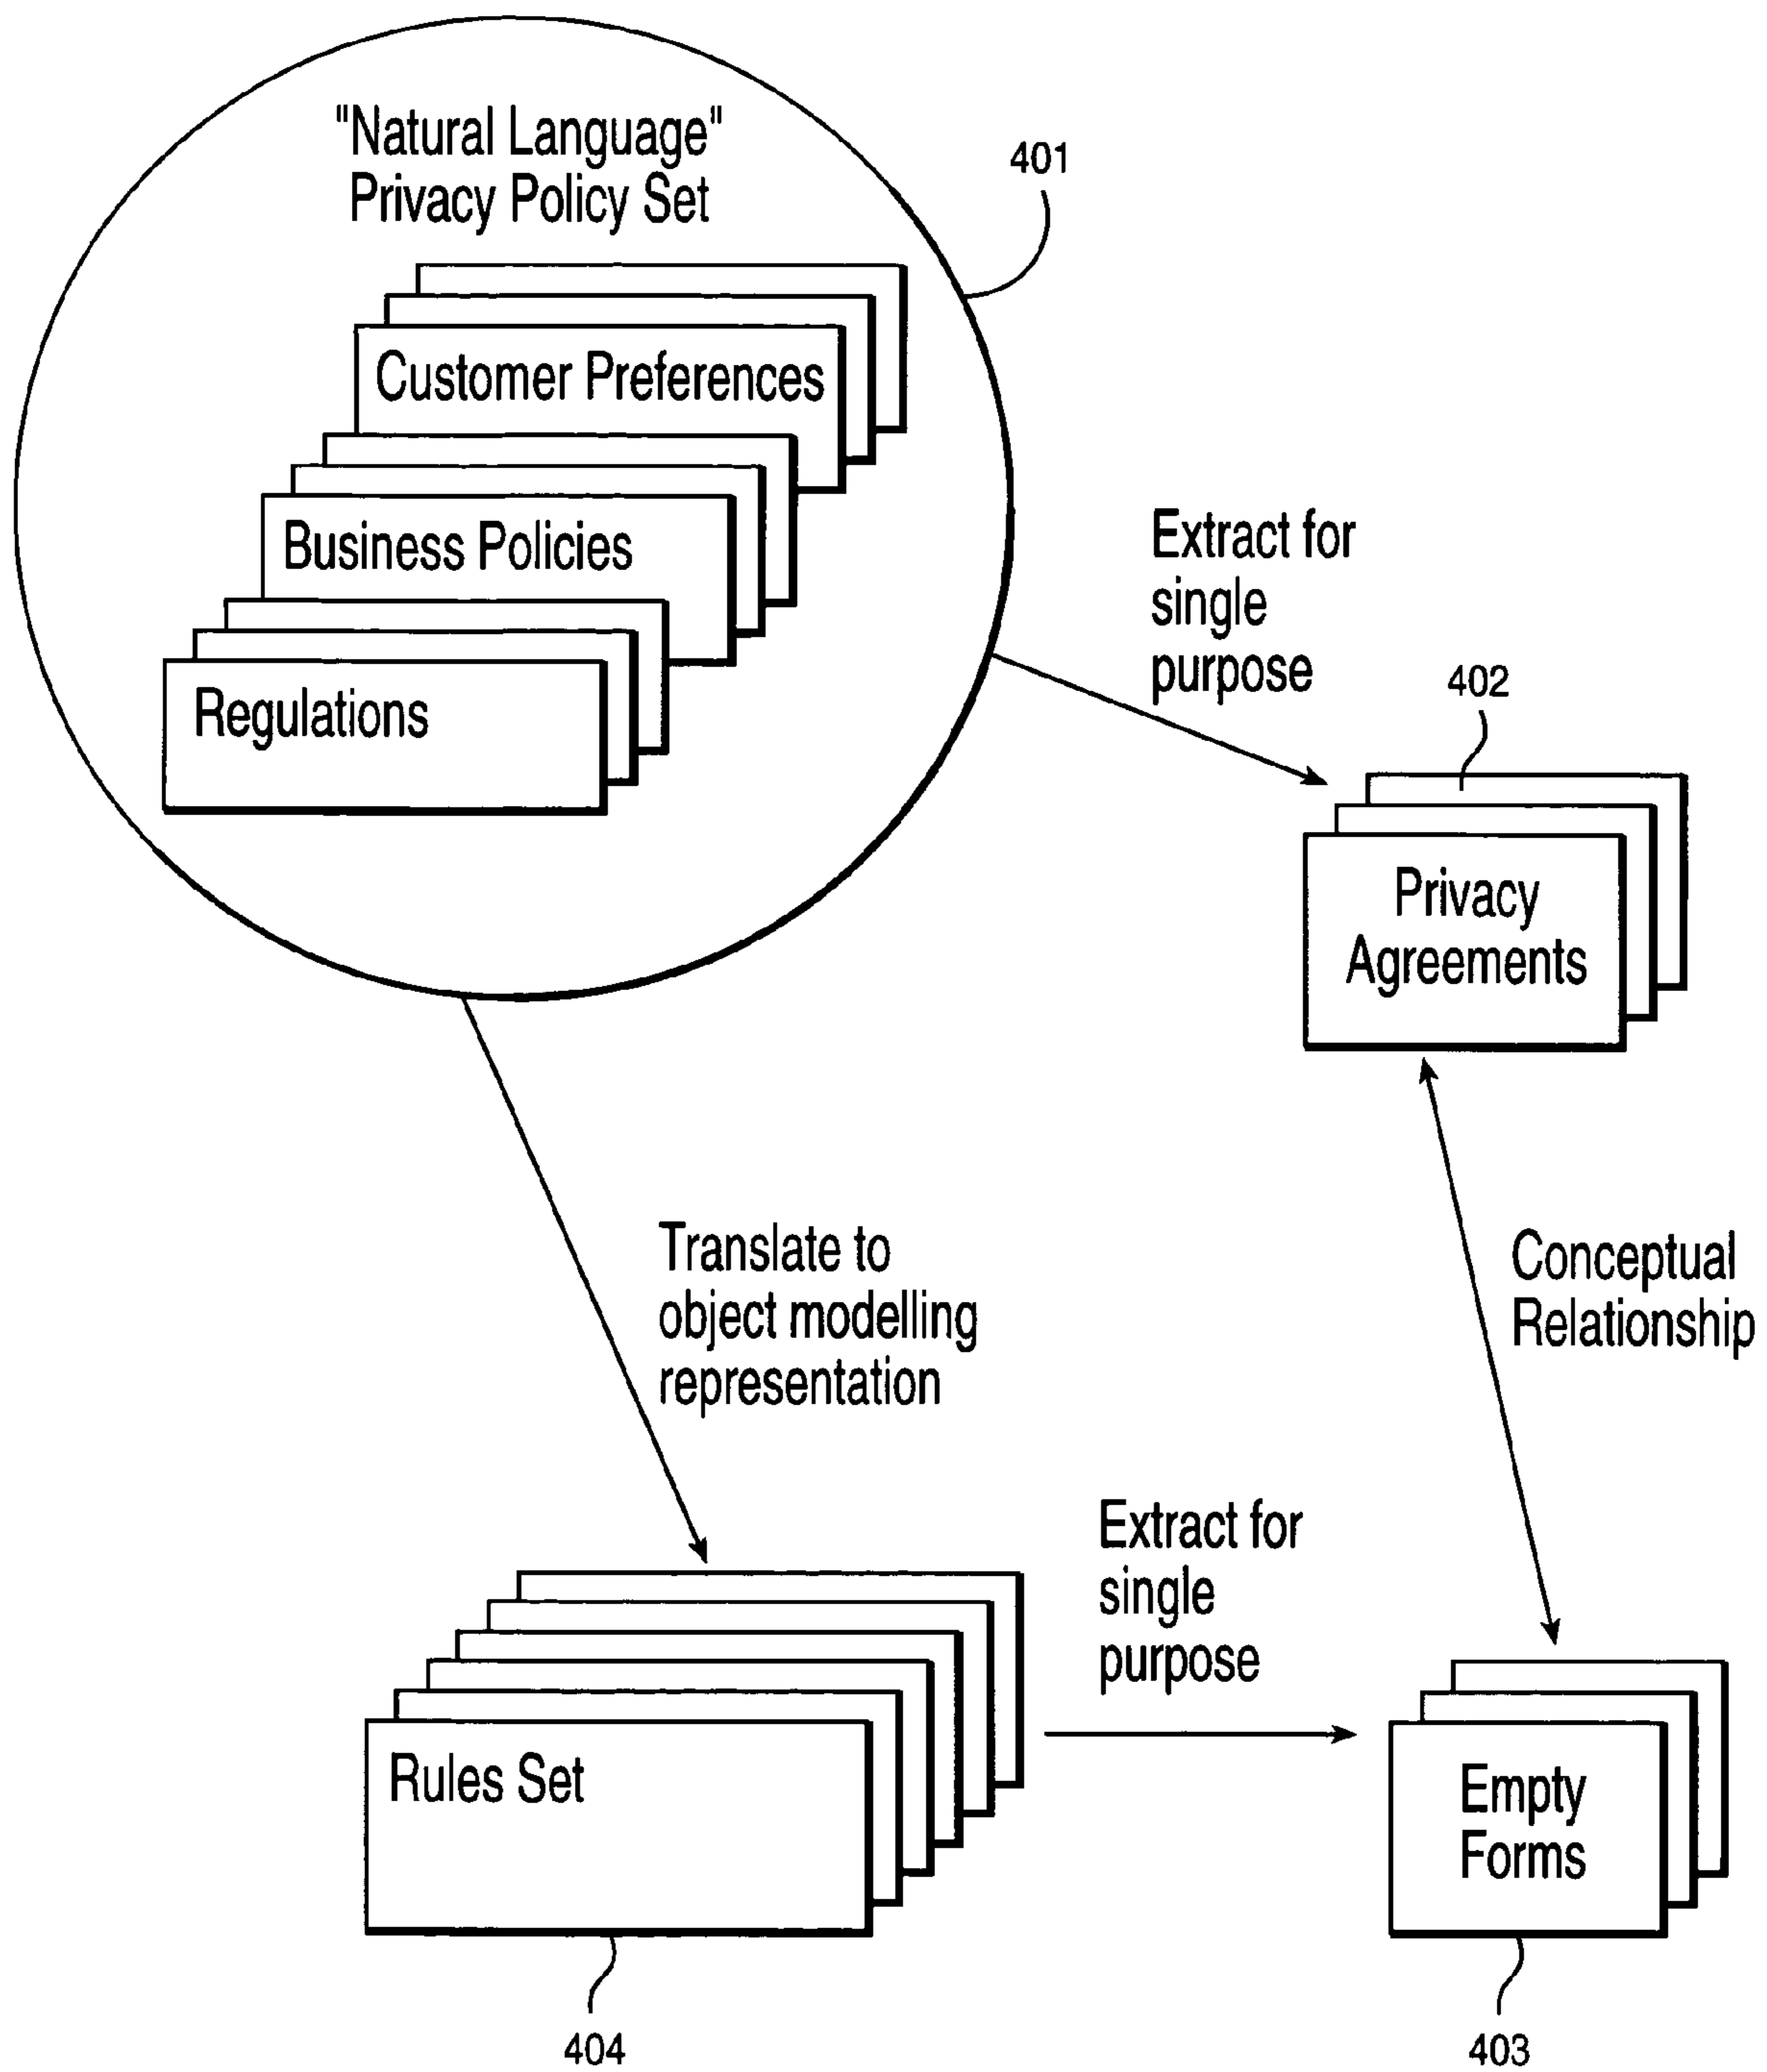 "Natural Language"
Privacy Policy Set
401
Customer Preferences
Business Policies
Regulations
Extract for
single
purpose
402
Privacy
Agreements
Translate to
object modelling
representation
Conceptual
Relationship
Extract for
single
purpose
Rules Set
Empty
Forms
404
403